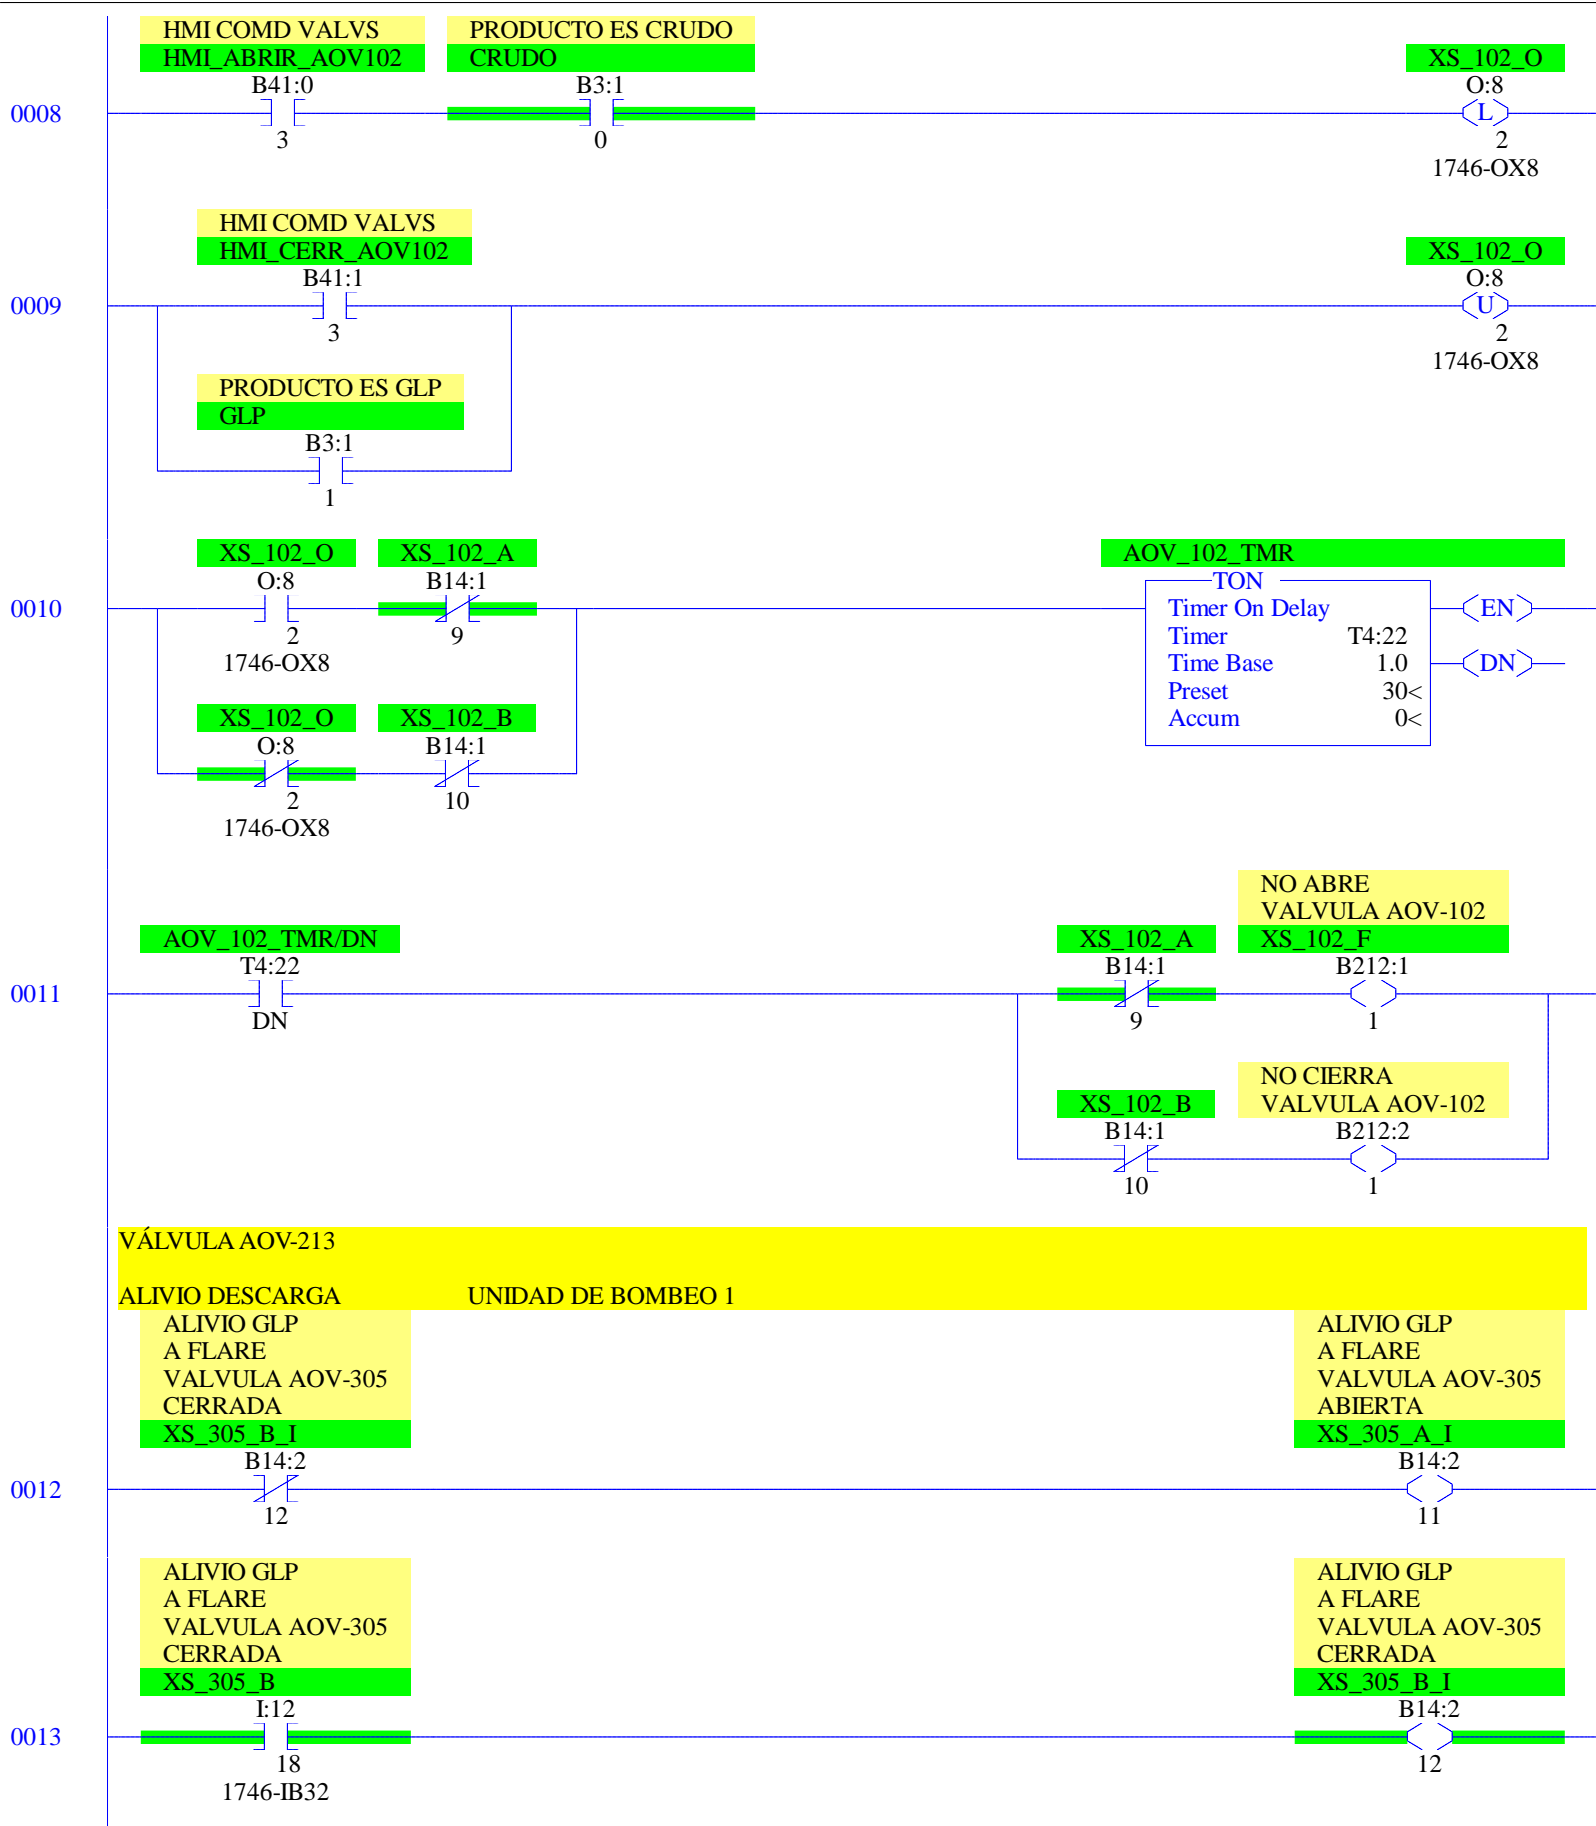 HMI COMD VALVS
HMI_ABRIR_AOV102
B41:0
3
PRODUCTO ES CRUDO
CRUDO
B3:1
0
XS_102_O
O:8
L
2
1746-OX8
0008
HMI COMD VALVS
HMI_CERR_AOV102
B41:1
3
XS_102_O
O:8
U
2
1746-OX8
0009
PRODUCTO ES GLP
GLP
B3:1
1
XS_102_O
O:8
2
1746-OX8
XS_102_A
B14:1
9
0010
XS_102_O
O:8
2
1746-OX8
XS_102_B
B14:1
10
AOV_102_TMR
TON
Timer On Delay
Timer T4:22
Time Base 1.0
Preset 30<
Accum 0<
EN
DN
AOV_102_TMR/DN
T4:22
DN
0011
XS_102_A
B14:1
9
NO ABRE
VALVULA AOV-102
XS_102_F
B212:1
1
XS_102_B
B14:1
10
NO CIERRA
VALVULA AOV-102
B212:2
1
VÁLVULA AOV-213
ALIVIO DESCARGA UNIDAD DE BOMBEO 1
ALIVIO GLP
A FLARE
VALVULA AOV-305
CERRADA
XS_305_B_I
B14:2
12
0012
ALIVIO GLP
A FLARE
VALVULA AOV-305
ABIERTA
XS_305_A_I
B14:2
11
ALIVIO GLP
A FLARE
VALVULA AOV-305
CERRADA
XS_305_B
I:12
18
1746-IB32
0013
ALIVIO GLP
A FLARE
VALVULA AOV-305
CERRADA
XS_305_B_I
B14:2
12